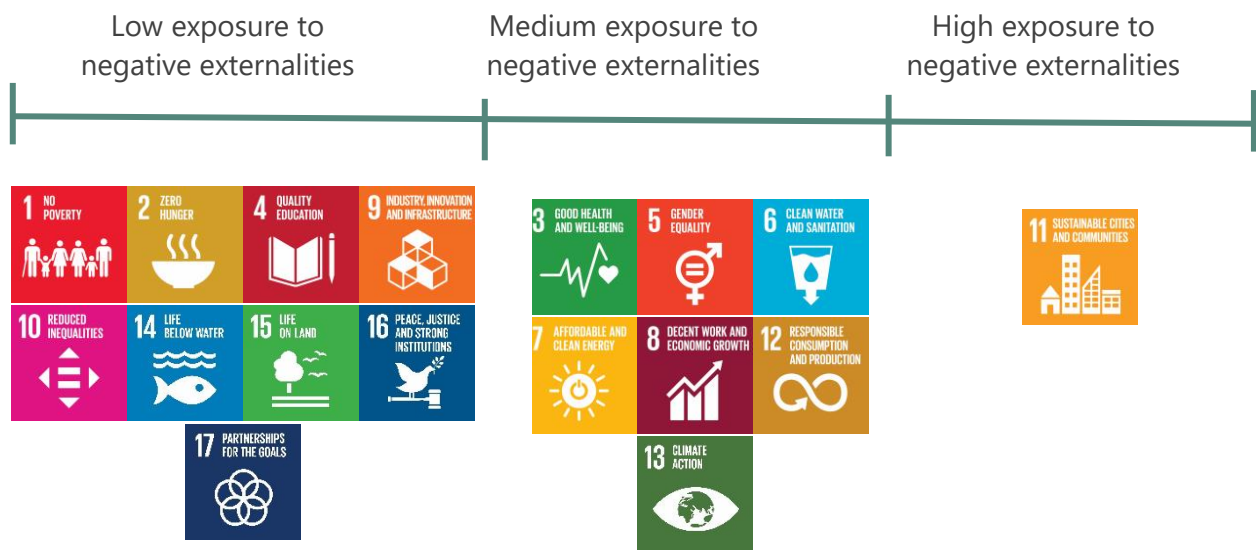 Low exposure to
negative externalities
Medium exposure to
negative externalities
High exposure to
negative externalities
1 NO
POVERTY
2 ZERO
HUNGER
4 QUALITY
EDUCATION
9 INDUSTRY, INNOVATION
AND INFRASTRUCTURE
10 REDUCED
INEQUALITIES
14 LIFE
BELOW WATER
15 LIFE
ON LAND
16 PEACE, JUSTICE
AND STRONG
INSTITUTIONS
17 PARTNERSHIPS
FOR THE GOALS
3 GOOD HEALTH
AND WELL-BEING
5 GENDER
EQUALITY
6 CLEAN WATER
AND SANITATION
7 AFFORDABLE AND
CLEAN ENERGY
8 DECENT WORK AND
ECONOMIC GROWTH
12 RESPONSIBLE
CONSUMPTION
AND PRODUCTION
13 CLIMATE
ACTION
11 SUSTAINABLE CITIES
AND COMMUNITIES